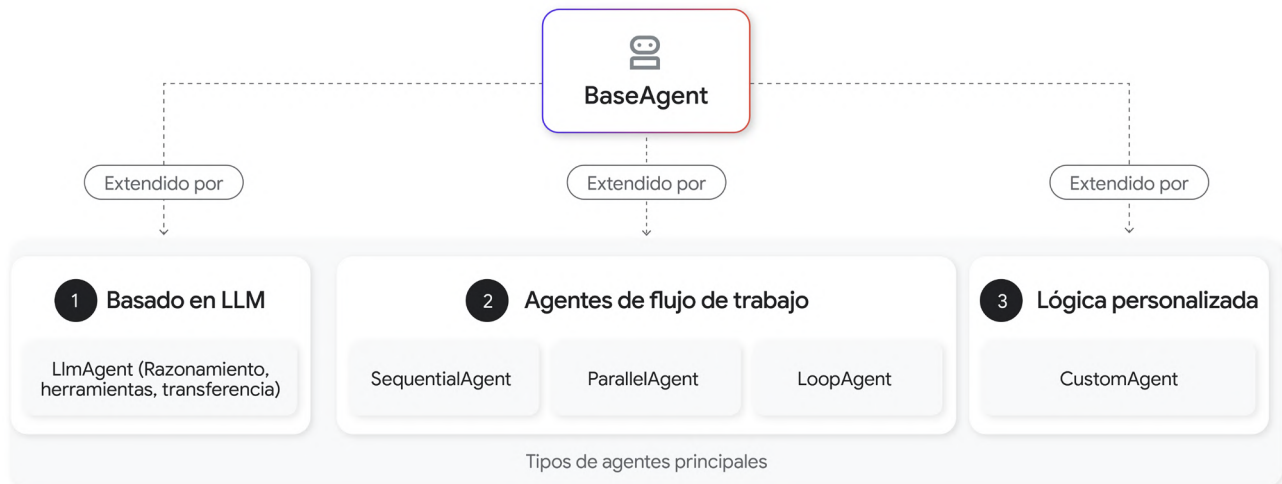 BaseAgent
Extendido por
Extendido por
Extendido por
1 Basado en LLM
LlmAgent (Razonamiento,
herramientas, transferencia)
2 Agentes de flujo de trabajo
SequentialAgent
ParallelAgent
LoopAgent
3 Lógica personalizada
CustomAgent
Tipos de agentes principales